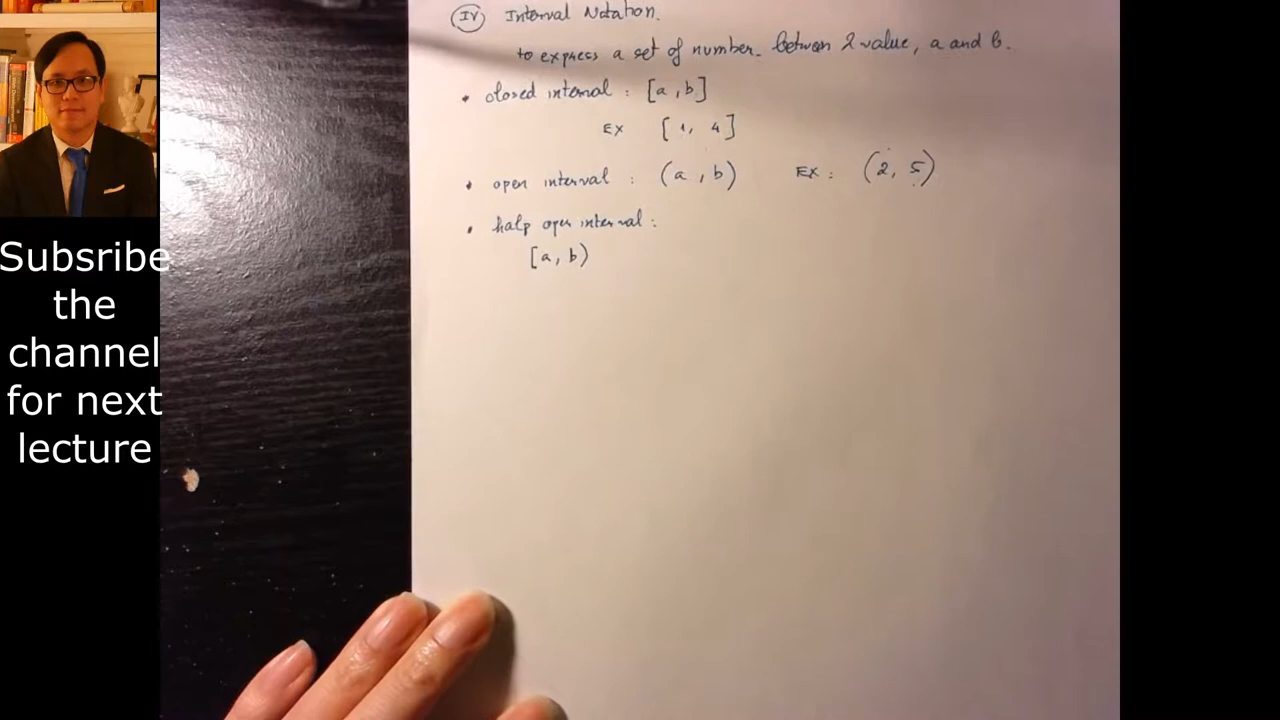 Subsribe
the
channel
for next
lecture
IV Interval Notation.
to express a set of number between 2 value, a and b.
• closed interval : [a, b]
EX [1, 4]
• open interval : (a, b) EX : (2, 5)
• half open interval :
[a, b)